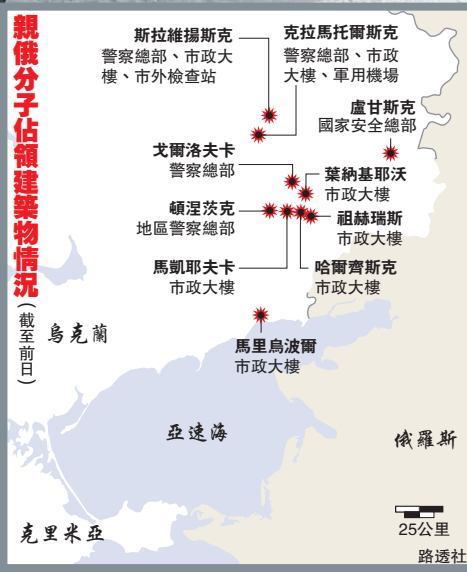 親俄分子佔領建築物情況
(截至前日)
斯拉維揚斯克
警察總部、市政大
樓、市外檢查站
克拉馬托爾斯克
警察總部、市政
大樓、軍用機場
盧甘斯克
國家安全總部
戈爾洛夫卡
警察總部
葉納基耶沃
市政大樓
頓涅茨克
地區警察總部
祖赫瑞斯
市政大樓
馬凱耶夫卡
市政大樓
哈爾齊斯克
市政大樓
烏克蘭
馬里烏波爾
市政大樓
亞速海
俄羅斯
克里米亞
25公里
路透社